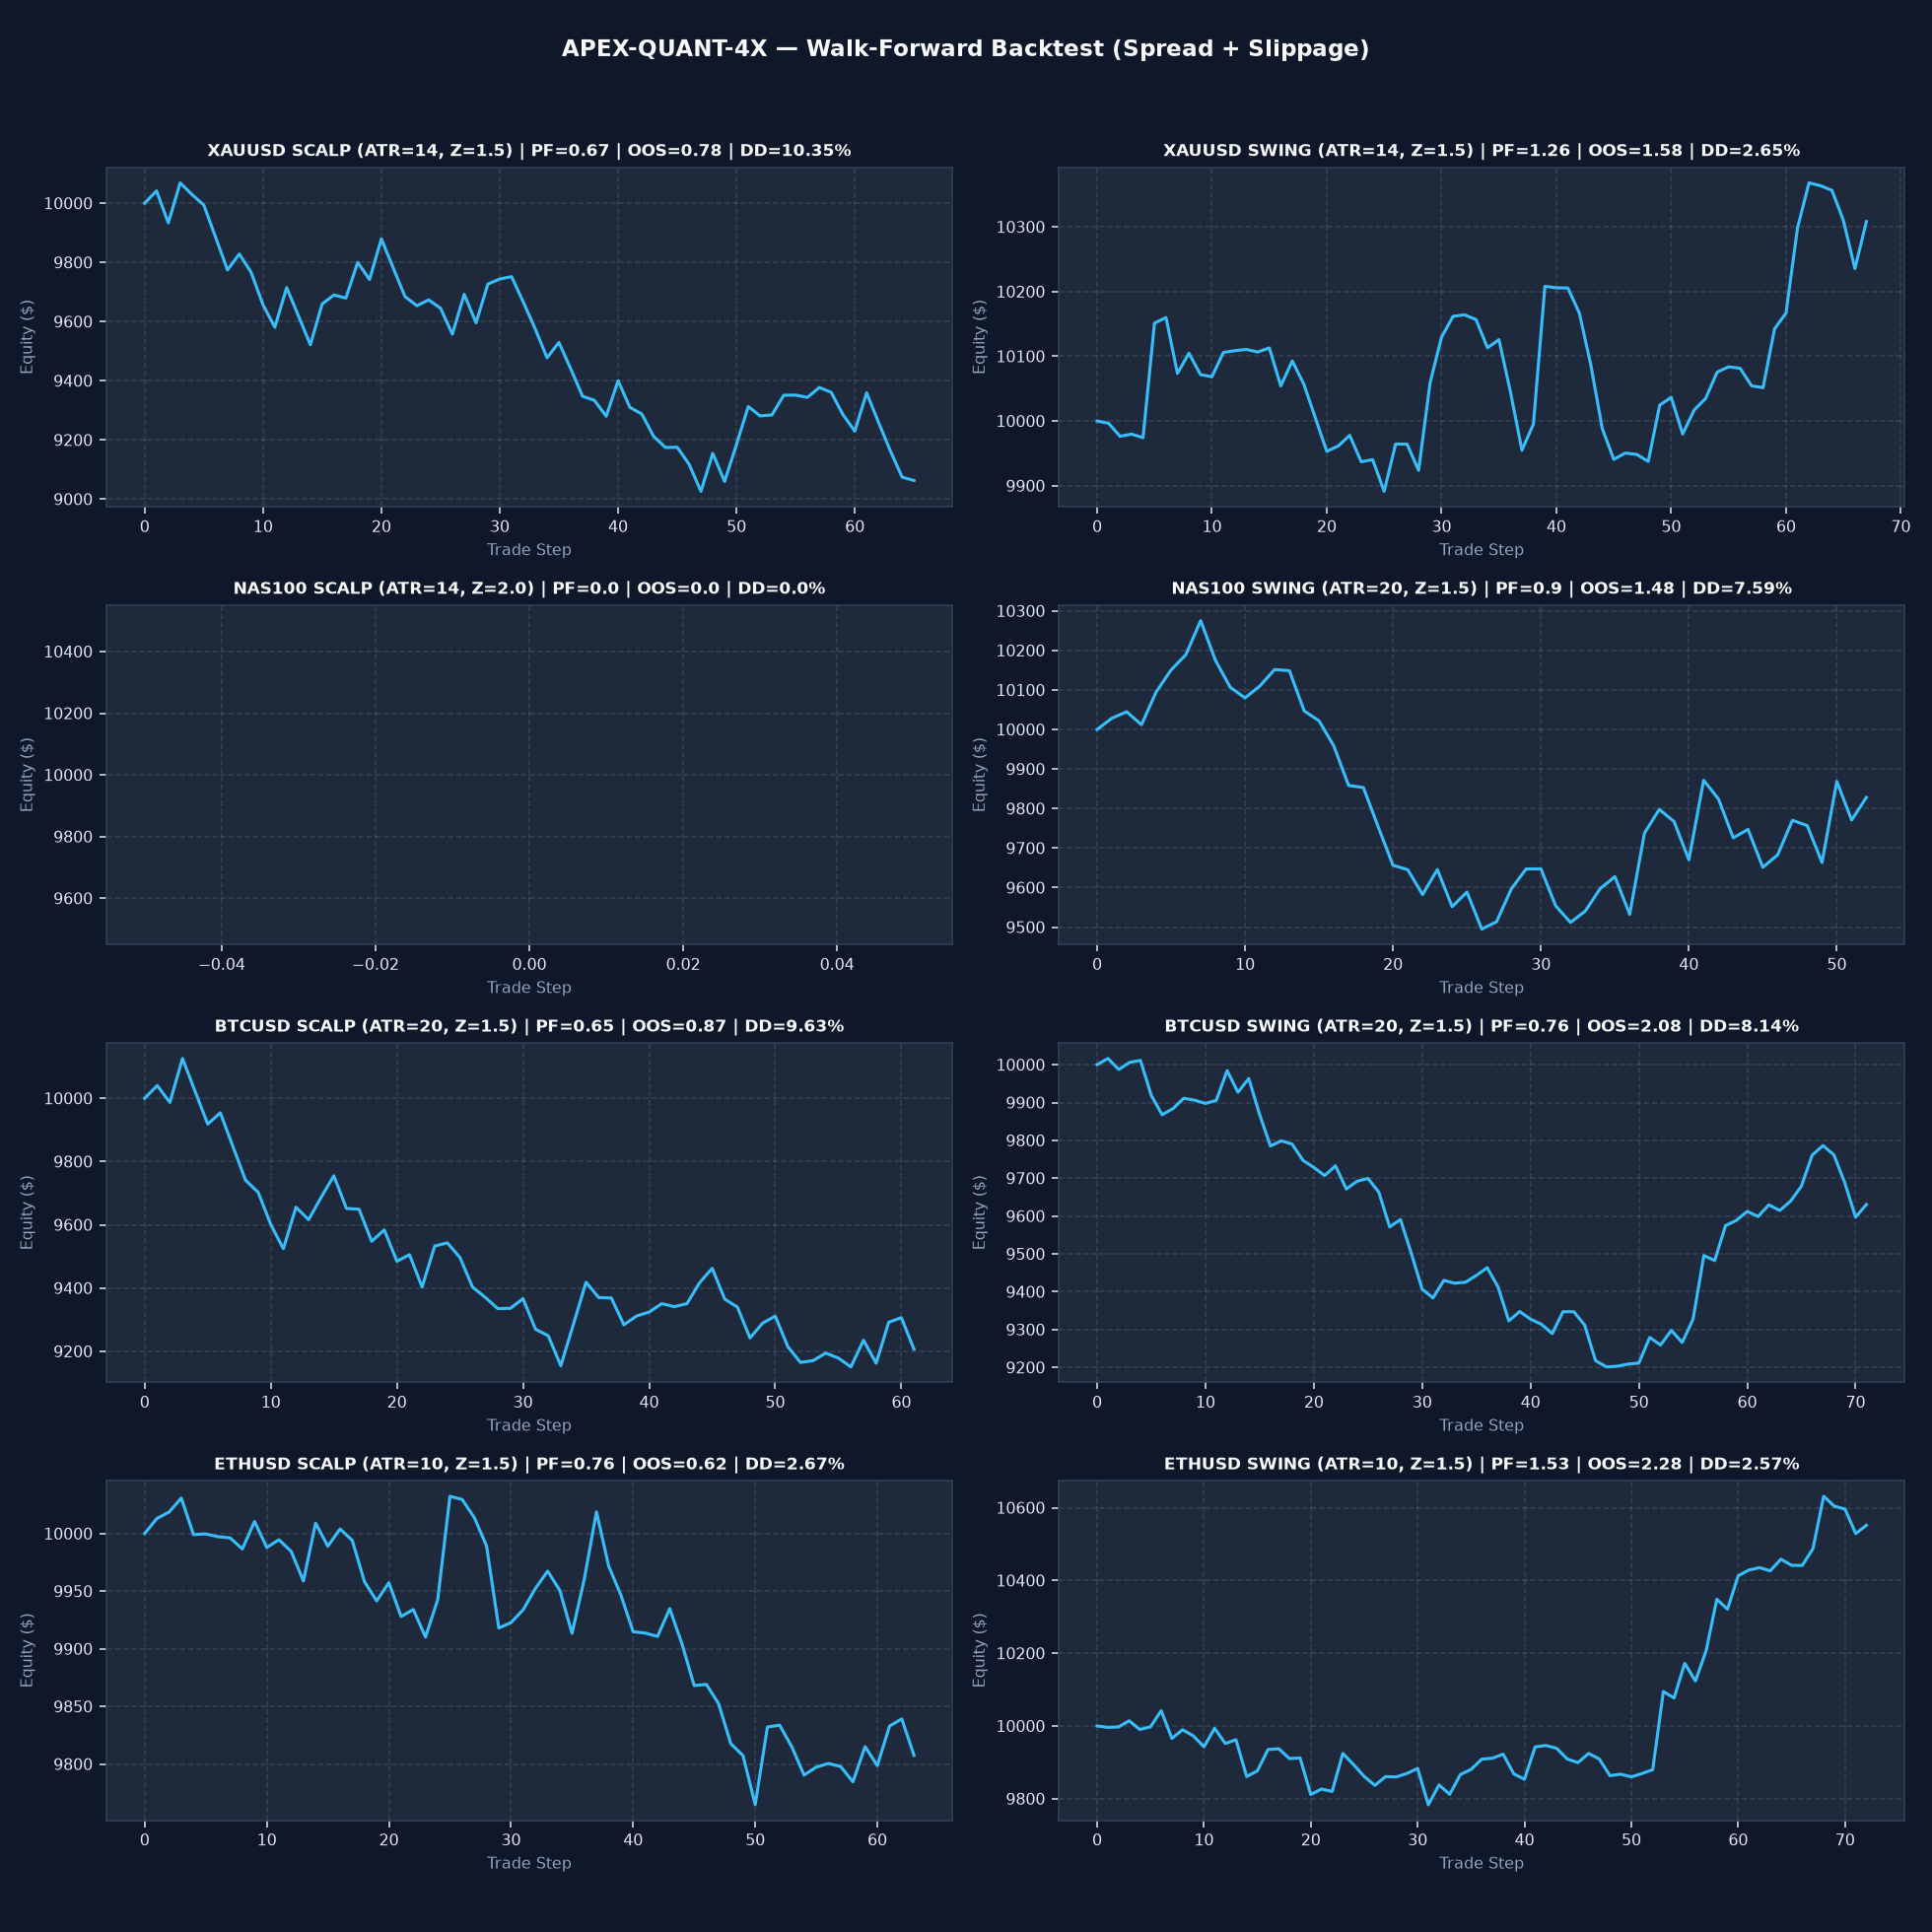 APEX-QUANT-4X — Walk-Forward Backtest (Spread + Slippage)
XAUUSD SCALP (ATR=14, Z=1.5) | PF=0.67 | OOS=0.78 | DD=10.35%
Equity ($)
10000
9800
9600
9400
9200
9000
0 10 20 30 40 50 60
Trade Step
XAUUSD SWING (ATR=14, Z=1.5) | PF=1.26 | OOS=1.58 | DD=2.65%
Equity ($)
10300
10200
10100
10000
9900
0 10 20 30 40 50 60 70
Trade Step
NAS100 SCALP (ATR=14, Z=2.0) | PF=0.0 | OOS=0.0 | DD=0.0%
Equity ($)
10400
10200
10000
9800
9600
−0.04 −0.02 0.00 0.02 0.04
Trade Step
NAS100 SWING (ATR=20, Z=1.5) | PF=0.9 | OOS=1.48 | DD=7.59%
Equity ($)
10300
10200
10100
10000
9900
9800
9700
9600
9500
0 10 20 30 40 50
Trade Step
BTCUSD SCALP (ATR=20, Z=1.5) | PF=0.65 | OOS=0.87 | DD=9.63%
Equity ($)
10000
9800
9600
9400
9200
0 10 20 30 40 50 60
Trade Step
BTCUSD SWING (ATR=20, Z=1.5) | PF=0.76 | OOS=2.08 | DD=8.14%
Equity ($)
10000
9900
9800
9700
9600
9500
9400
9300
9200
0 10 20 30 40 50 60 70
Trade Step
ETHUSD SCALP (ATR=10, Z=1.5) | PF=0.76 | OOS=0.62 | DD=2.67%
Equity ($)
10000
9950
9900
9850
9800
0 10 20 30 40 50 60
Trade Step
ETHUSD SWING (ATR=10, Z=1.5) | PF=1.53 | OOS=2.28 | DD=2.57%
Equity ($)
10600
10400
10200
10000
9800
0 10 20 30 40 50 60 70
Trade Step